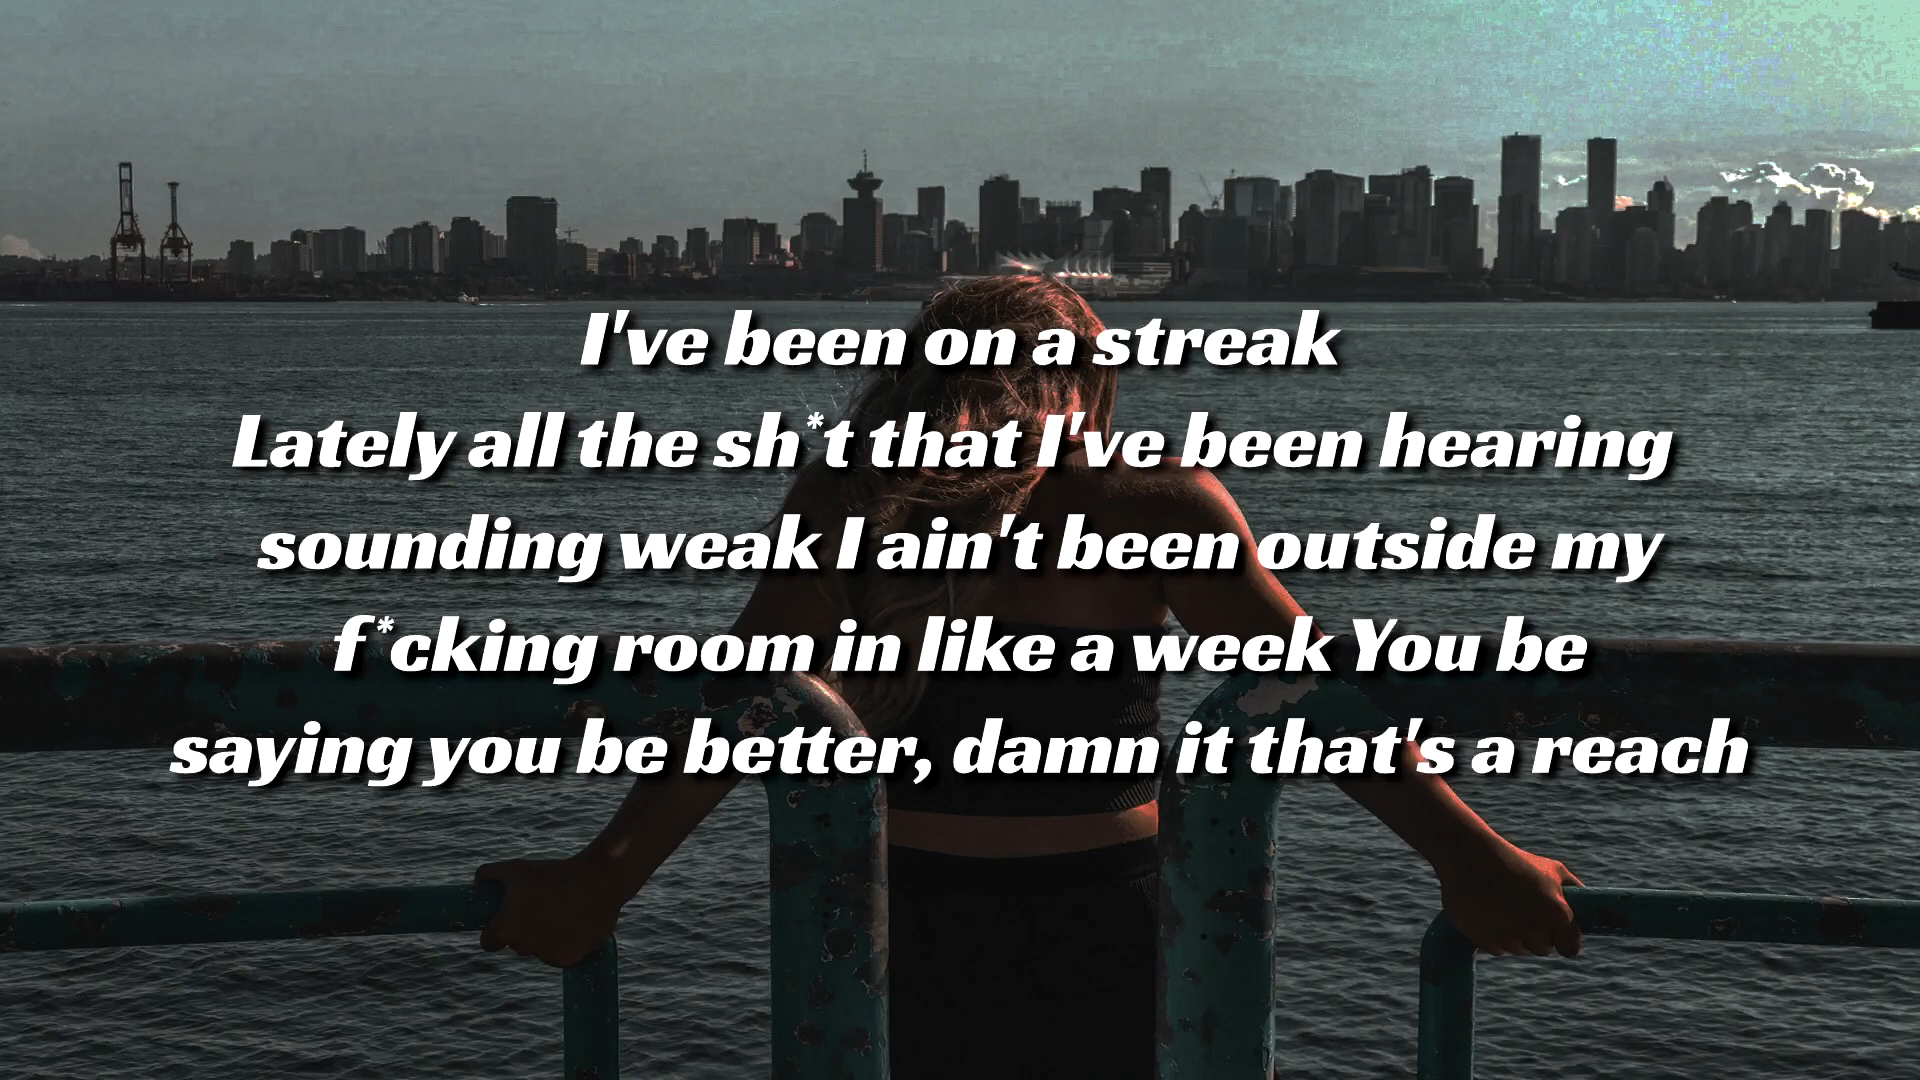 I've been on a streak
Lately all the sh*t that I've been hearing
sounding weak I ain't been outside my
f*cking room in like a week You be
saying you be better, damn it that's a reach